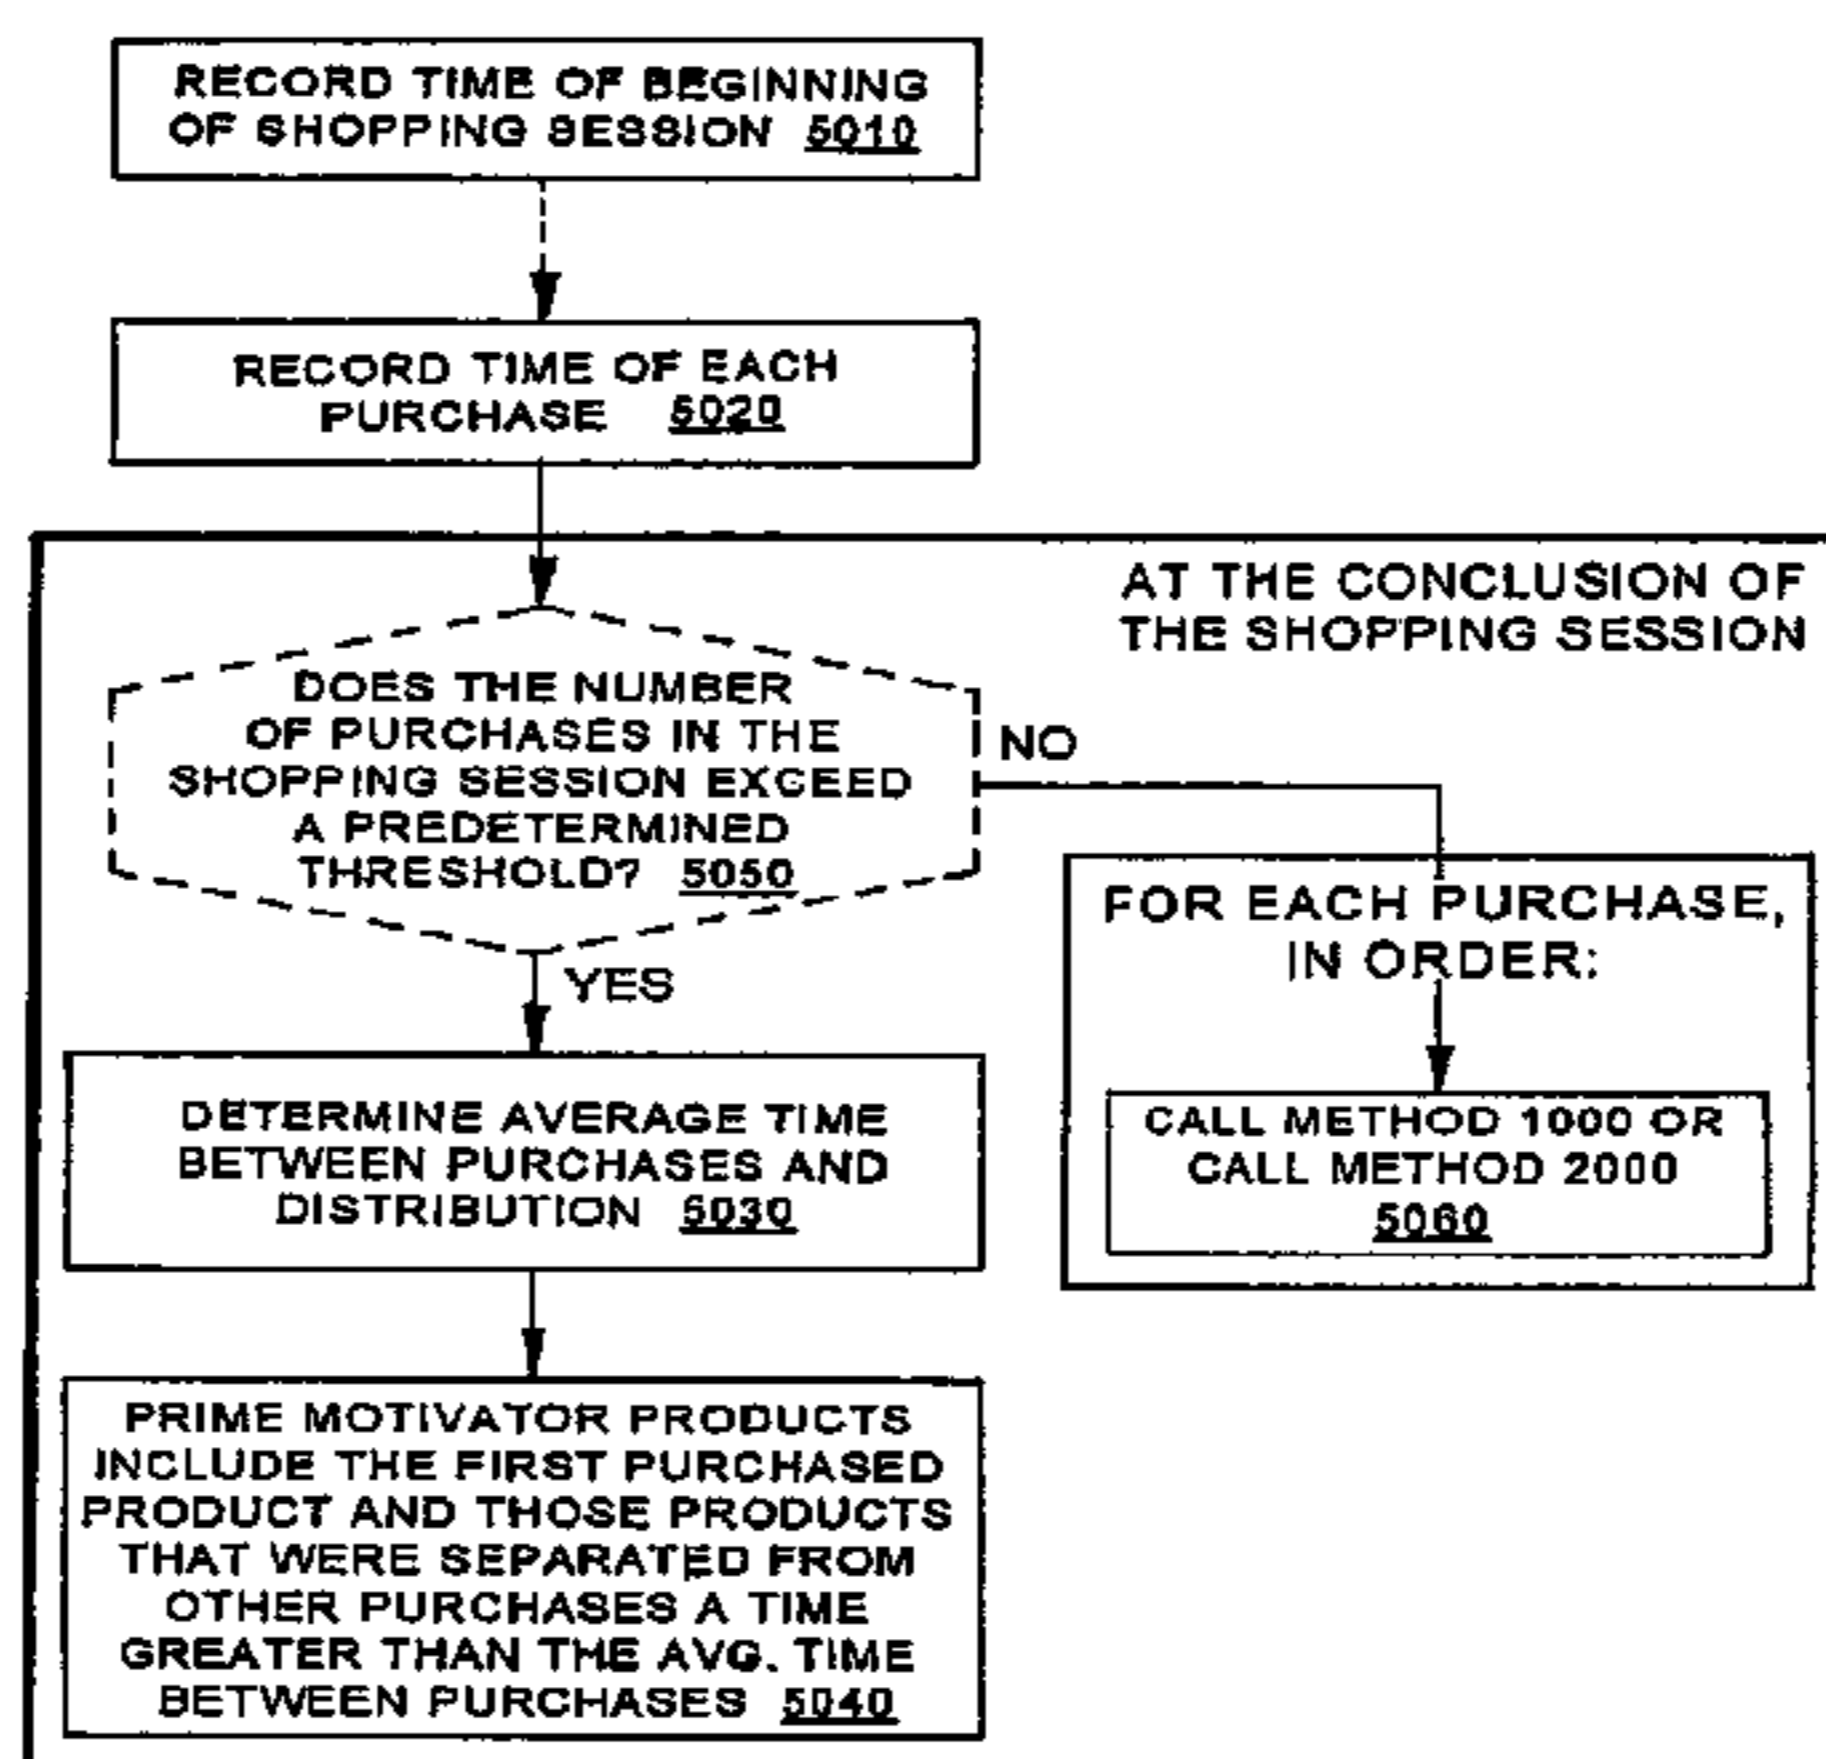 RECORD TIME OF BEGINNING
OF SHOPPING SESSION 5010
RECORD TIME OF EACH
PURCHASE 5020
AT THE CONCLUSION OF
THE SHOPPING SESSION
DOES THE NUMBER
OF PURCHASES IN THE
SHOPPING SESSION EXCEED
A PREDETERMINED
THRESHOLD? 5050
NO
YES
FOR EACH PURCHASE,
IN ORDER:
CALL METHOD 1000 OR
CALL METHOD 2000
5060
DETERMINE AVERAGE TIME
BETWEEN PURCHASES AND
DISTRIBUTION 5030
PRIME MOTIVATOR PRODUCTS
INCLUDE THE FIRST PURCHASED
PRODUCT AND THOSE PRODUCTS
THAT WERE SEPARATED FROM
OTHER PURCHASES A TIME
GREATER THAN THE AVG. TIME
BETWEEN PURCHASES 5040